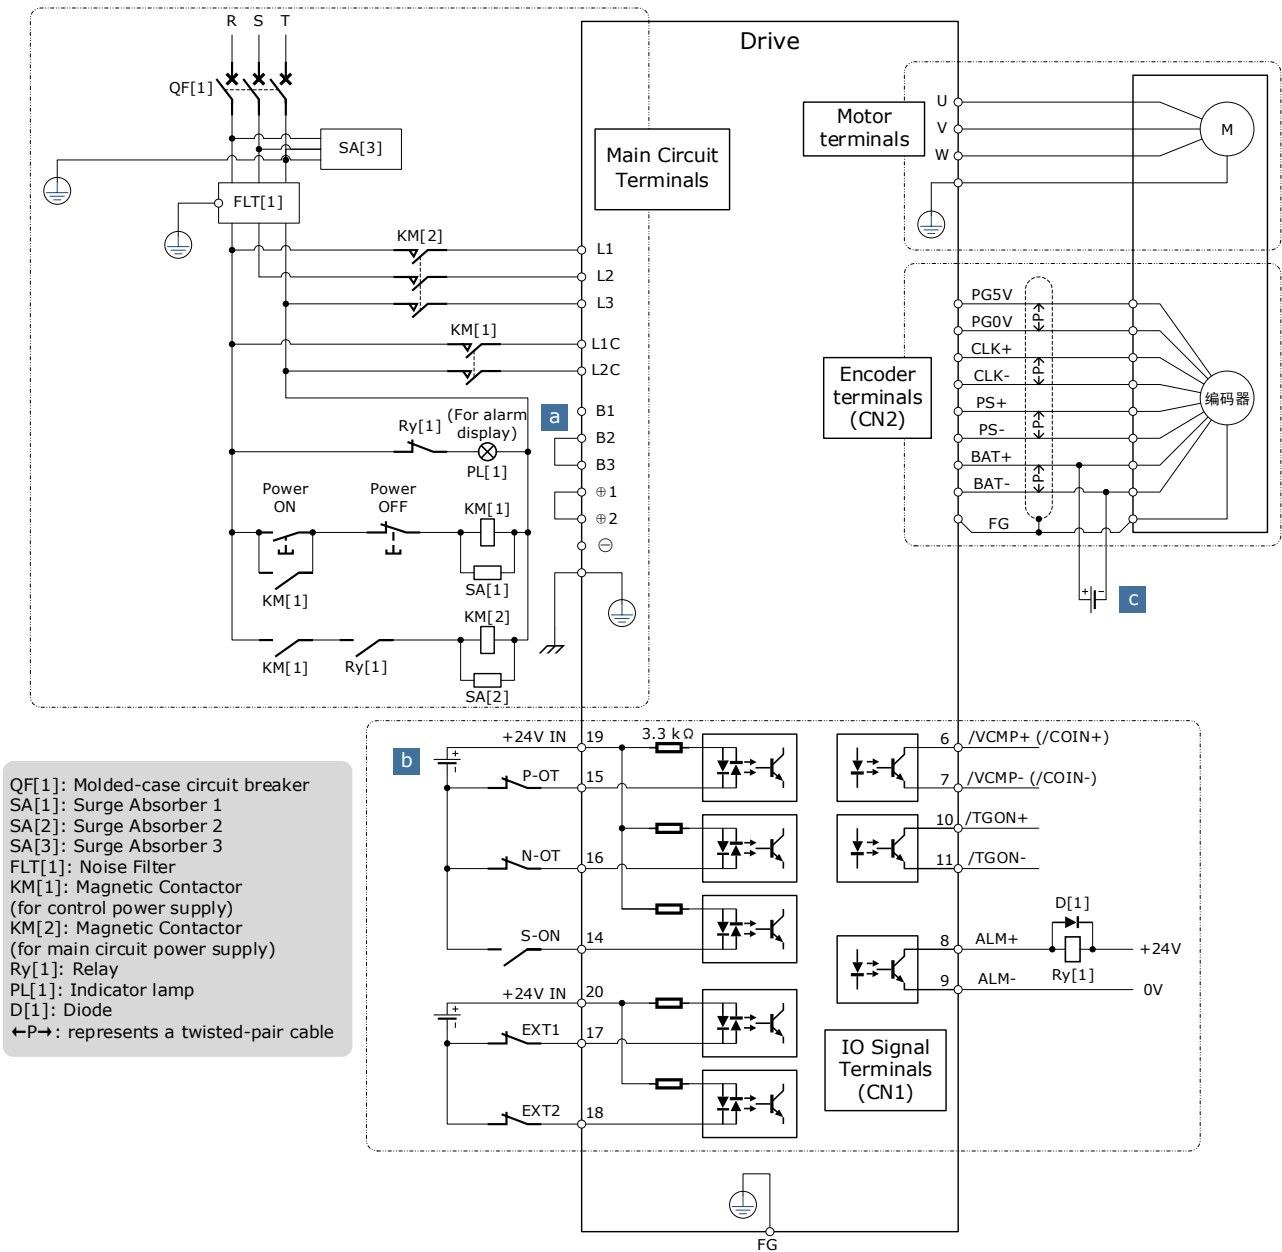 R S T
QF[1]
SA[3]
FLT[1]
Drive
Main Circuit
Terminals
KM[2]
L1
L2
L3
KM[1]
L1C
L2C
a
B1
B2
B3
⊕1
⊕2
⊖
(For alarm
display)
Ry[1]
PL[1]
Power
ON
Power
OFF
KM[1]
SA[1]
KM[1]
KM[2]
SA[2]
KM[1]
Ry[1]
Motor
terminals
U
V
W
M
Encoder
terminals
(CN2)
PG5V
PG0V
CLK+
CLK-
PS+
PS-
BAT+
BAT-
FG
←P→
←P→
←P→
←P→
编码器
+ -
c
QF[1]: Molded-case circuit breaker
SA[1]: Surge Absorber 1
SA[2]: Surge Absorber 2
SA[3]: Surge Absorber 3
FLT[1]: Noise Filter
KM[1]: Magnetic Contactor
(for control power supply)
KM[2]: Magnetic Contactor
(for main circuit power supply)
Ry[1]: Relay
PL[1]: Indicator lamp
D[1]: Diode
←P→: represents a twisted-pair cable
b
+
-
+24V IN 19
3.3 kΩ
P-OT 15
N-OT 16
S-ON 14
+24V IN 20
+
-
EXT1 17
EXT2 18
6 /VCMP+ (/COIN+)
7 /VCMP- (/COIN-)
10 /TGON+
11 /TGON-
D[1]
8 ALM+
+24V
Ry[1]
9 ALM-
0V
IO Signal
Terminals
(CN1)
FG